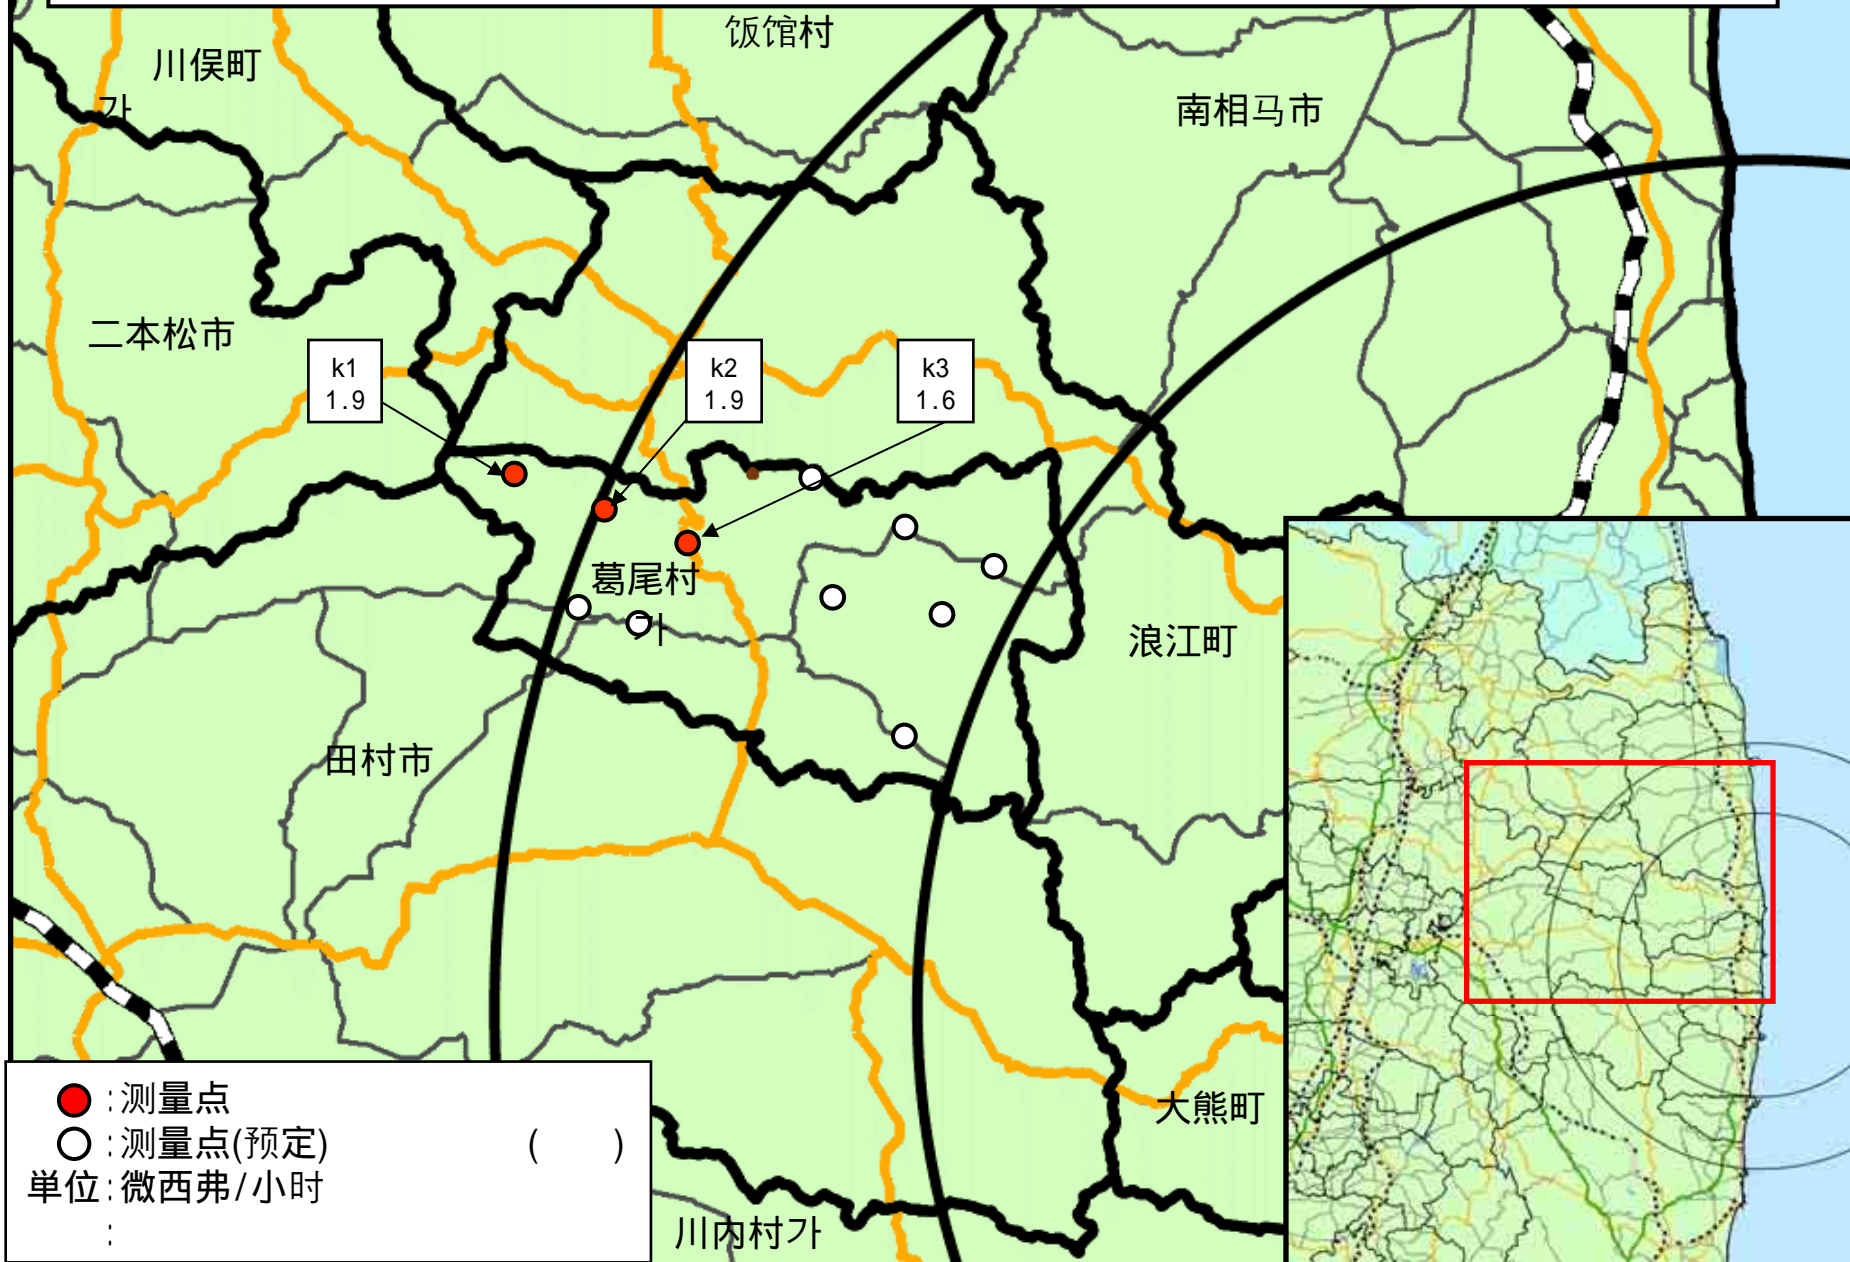 饭馆村
川俣町
가
南相马市
二本松市
k1
1.9
k2
1.9
k3
1.6
葛尾村
가
浪江町
田村市
大熊町
川内村가
:测量点
:测量点(预定) ( )
単位:微西弗/小时
: